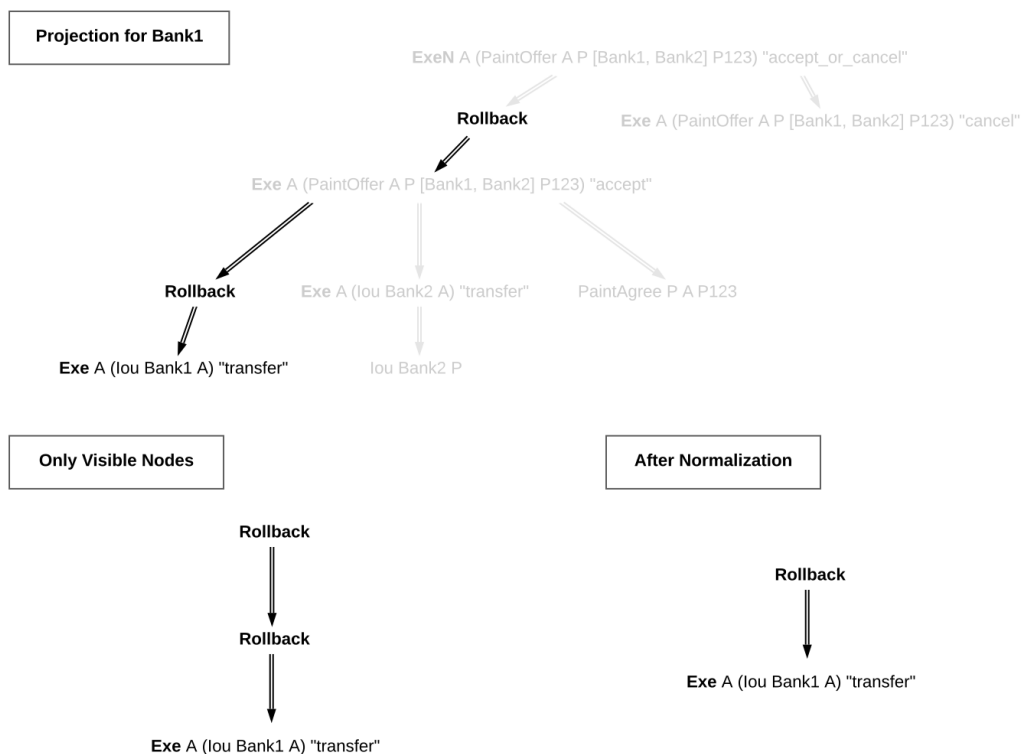 Projection for Bank1
ExeN A (PaintOffer A P [Bank1, Bank2] P123) "accept_or_cancel"
Rollback
Exe A (PaintOffer A P [Bank1, Bank2] P123) "cancel"
Exe A (PaintOffer A P [Bank1, Bank2] P123) "accept"
Rollback
Exe A (Iou Bank2 A) "transfer"
PaintAgree P A P123
Exe A (Iou Bank1 A) "transfer"
Iou Bank2 P
Only Visible Nodes
Rollback
Rollback
Exe A (Iou Bank1 A) "transfer"
After Normalization
Rollback
Exe A (Iou Bank1 A) "transfer"